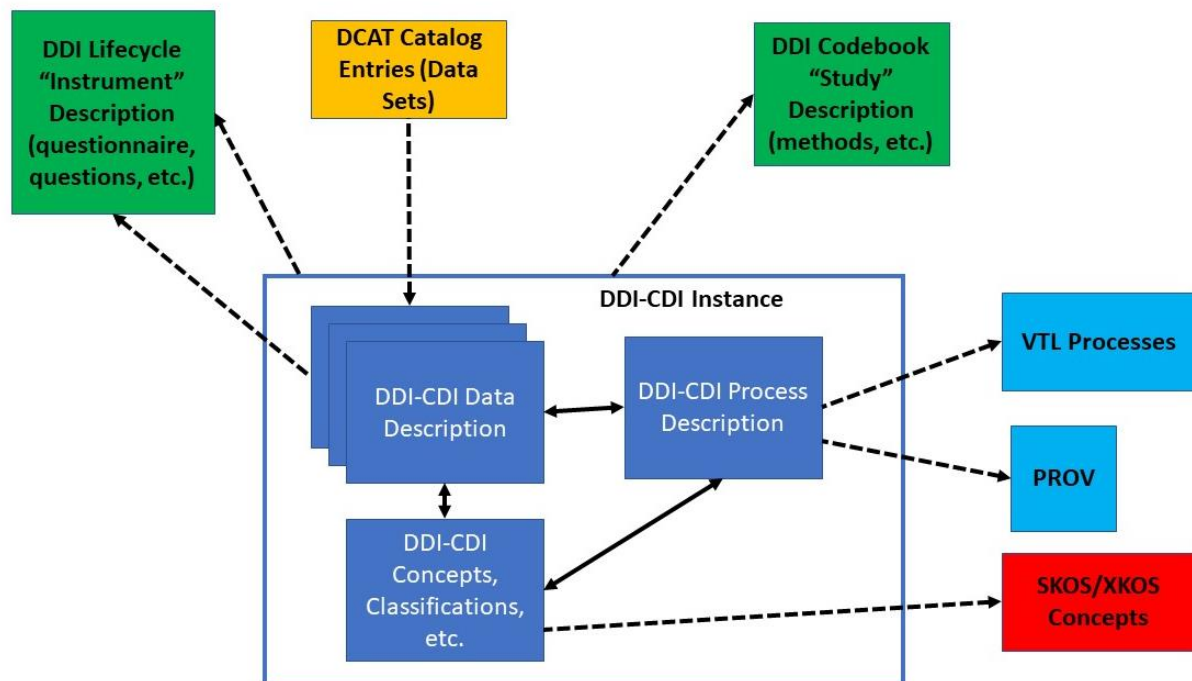 DDI Lifecycle
“Instrument”
Description
(questionnaire,
questions, etc.)
DCAT Catalog
Entries (Data
Sets)
DDI Codebook
“Study”
Description
(methods, etc.)
DDI-CDI Instance
DDI-CDI Data
Description
DDI-CDI Process
Description
DDI-CDI
Concepts,
Classifications,
etc.
VTL Processes
PROV
SKOS/XKOS
Concepts